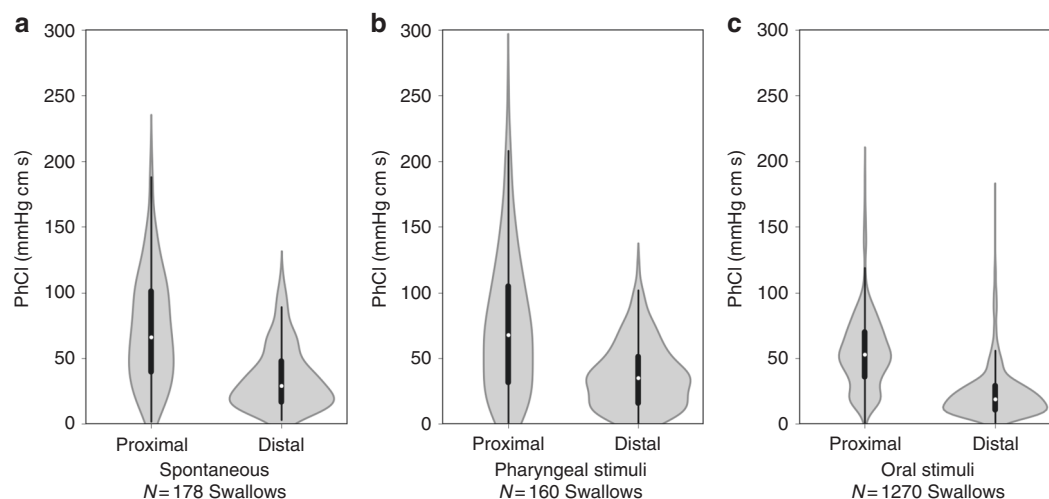 a
b
c
300
250
200
150
100
50
0
PhCI (mmHg cm s)
Proximal
Distal
Spontaneous
N=178 Swallows
300
250
200
150
100
50
0
PhCI (mmHg cm s)
Proximal
Distal
Pharyngeal stimuli
N=160 Swallows
300
250
200
150
100
50
0
PhCI (mmHg cm s)
Proximal
Distal
Oral stimuli
N=1270 Swallows